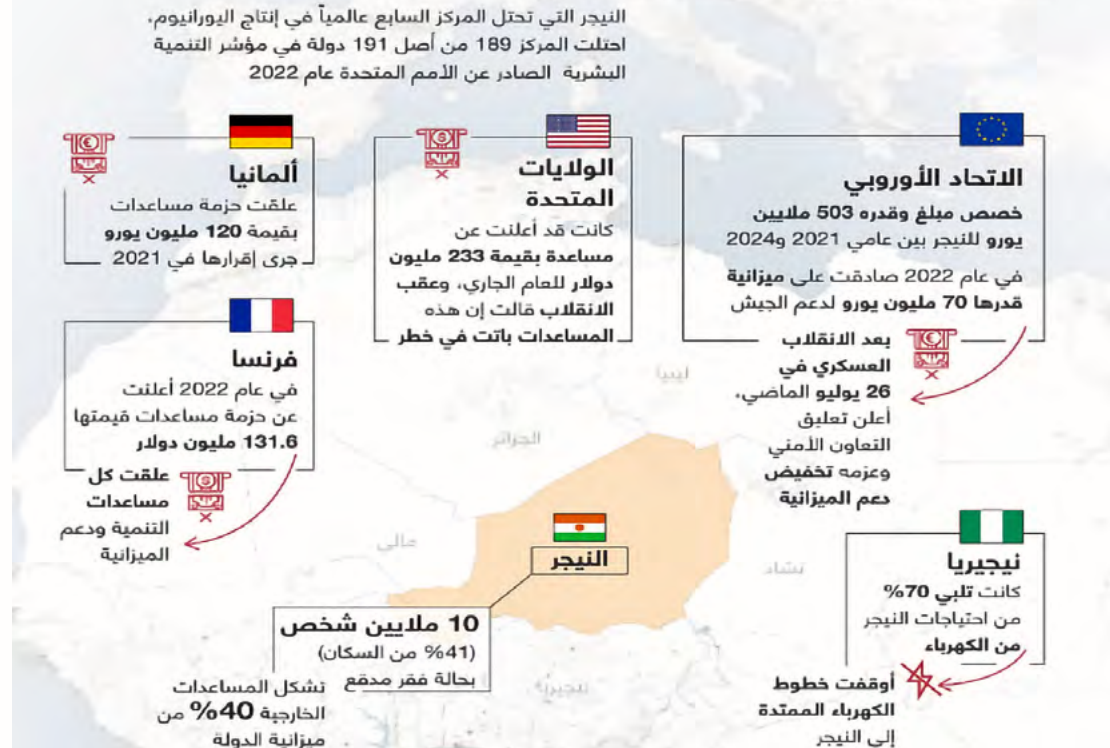 النيجر التي تحتل المركز السابع عالمياً في إنتاج اليورانيوم،
احتلت المركز 189 من أصل 191 دولة في مؤشر التنمية
البشرية الصادر عن الأمم المتحدة عام 2022
الاتحاد الأوروبي
خصص مبلغ وقدره 503 ملايين
يورو للنيجر بين عامي 2021 و2024
في عام 2022 صادقت على ميزانية
قدرها 70 مليون يورو لدعم الجيش
بعد الانقلاب
العسكري في
26 يوليو الماضي،
أعلن تعليق
التعاون الأمني
وعزمه تخفيض
دعم الميزانية
الولايات
المتحدة
كانت قد أعلنت عن
مساعدة بقيمة 233 مليون
دولار للعام الجاري، وعقب
الانقلاب قالت إن هذه
المساعدات باتت في خطر
ألمانيا
علقت حزمة مساعدات
بقيمة 120 مليون يورو
جرى إقرارها في 2021
فرنسا
في عام 2022 أعلنت
عن حزمة مساعدات قيمتها
131.6 مليون دولار
علقت كل
مساعدات
التنمية ودعم
الميزانية
ليبيا
الجزائر
مالي
تشاد
نيجيريا
النيجر
نيجيريا
كانت تلبي 70%
من احتياجات النيجر
من الكهرباء
أوقفت خطوط
الكهرباء الممتدة
إلى النيجر
10 ملايين شخص
(41% من السكان)
بحالة فقر مدقع
تشكل المساعدات
الخارجية 40% من
ميزانية الدولة